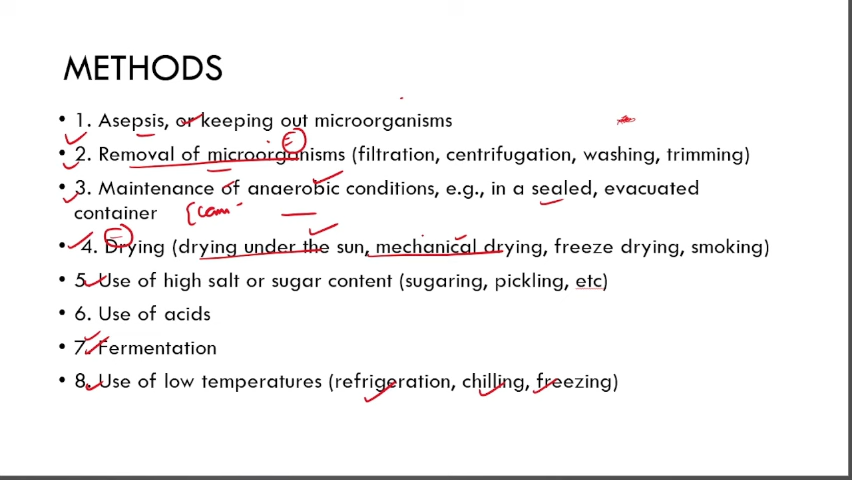 METHODS
• 1. Asepsis, or keeping out microorganisms
• 2. Removal of microorganisms (filtration, centrifugation, washing, trimming)
• 3. Maintenance of anaerobic conditions, e.g., in a sealed, evacuated
container
• 4. Drying (drying under the sun, mechanical drying, freeze drying, smoking)
• 5. Use of high salt or sugar content (sugaring, pickling, etc)
• 6. Use of acids
• 7. Fermentation
• 8. Use of low temperatures (refrigeration, chilling, freezing)